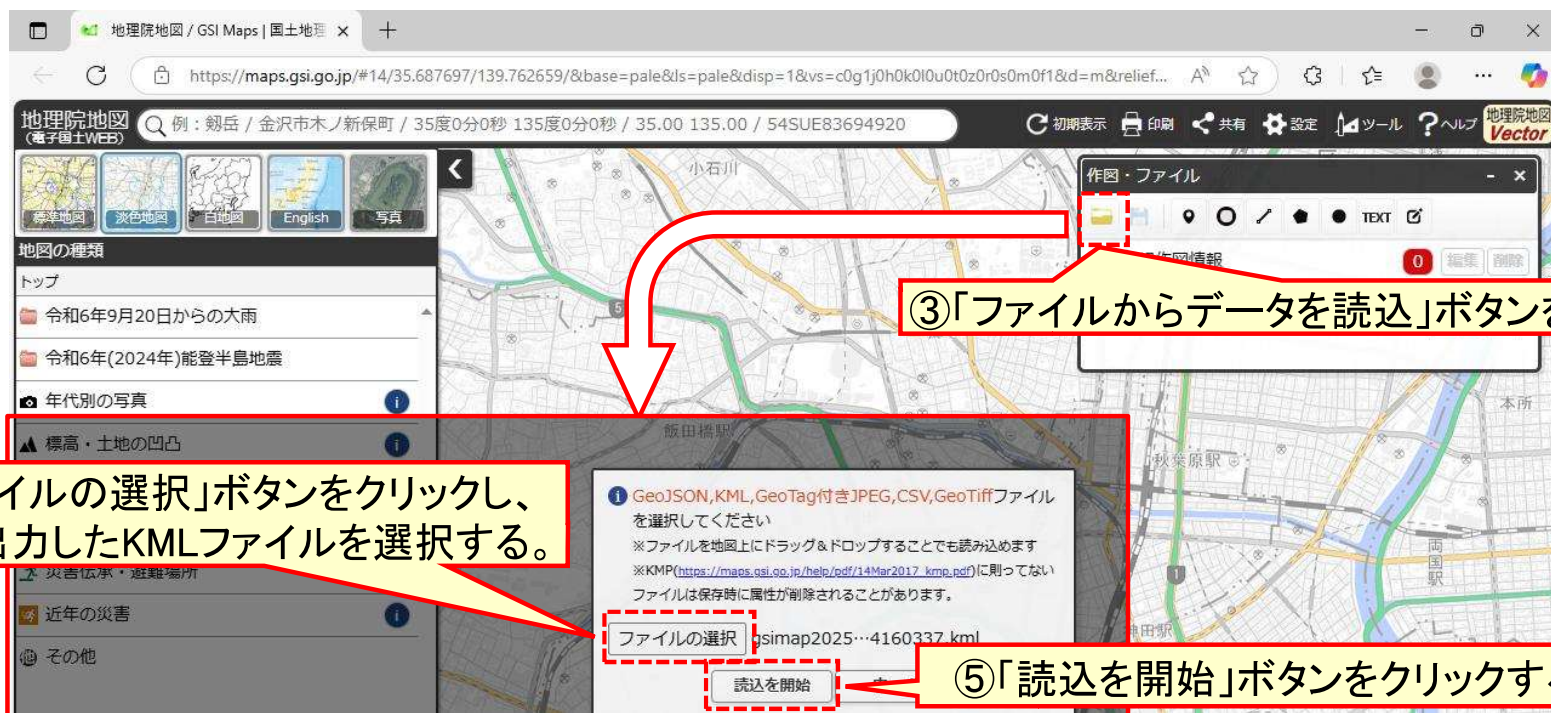 地理院地図 / GSI Maps | 国土地理
https://maps.gsi.go.jp/#14/35.687697/139.762659/&base=pale&ls=pale&disp=1&vs=c0g1j0h0k0l0u0t0z0r0s0m0f1&d=m&relief...
地理院地図
(電子国土WEB)
例：剱岳 / 金沢市木ノ新保町 / 35度0分0秒 135度0分0秒 / 35.00 135.00 / 54SUE83694920
初期表示 印刷 共有 設定 ツール ヘルプ
地理院地図
Vector
標準地図 淡色地図 白地図 English 写真
小石川
作図・ファイル
TEXT
地図の種類
作図情報 0 編集 削除
トップ
③「ファイルからデータを読込」ボタンを
令和6年9月20日からの大雨
5
令和6年(2024年)能登半島地震
年代別の写真
本所
飯田橋駅
標高・土地の凹凸
秋葉原駅
イルの選択」ボタンをクリックし、
出力したKMLファイルを選択する。
GeoJSON,KML,GeoTag付きJPEG,CSV,GeoTiffファイル
を選択してください
※ファイルを地図上にドラッグ&ドロップすることでも読み込めます
※KMP(https://maps.gsi.go.jp/help/pdf/14Mar2017_kmp.pdf)に則ってない
ファイルは保存時に属性が削除されることがあります。
両国駅
災害伝承・避難場所
1
近年の災害
ファイルの選択 gsimap2025…4160337.kml
神田駅
その他
読込を開始
⑤「読込を開始」ボタンをクリックす